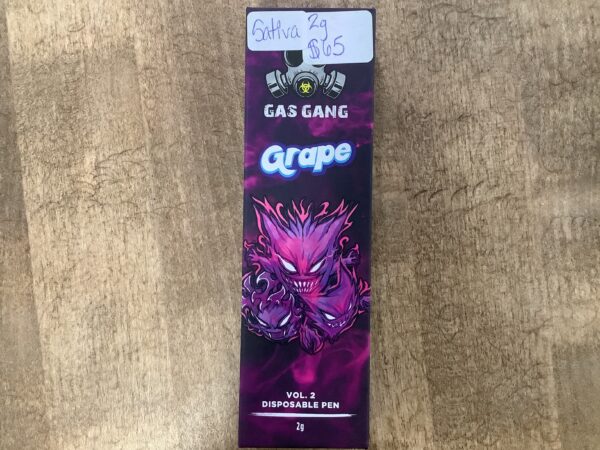 Sativa 2g
$65
GAS GANG
Grape
VOL. 2
DISPOSABLE PEN
2g